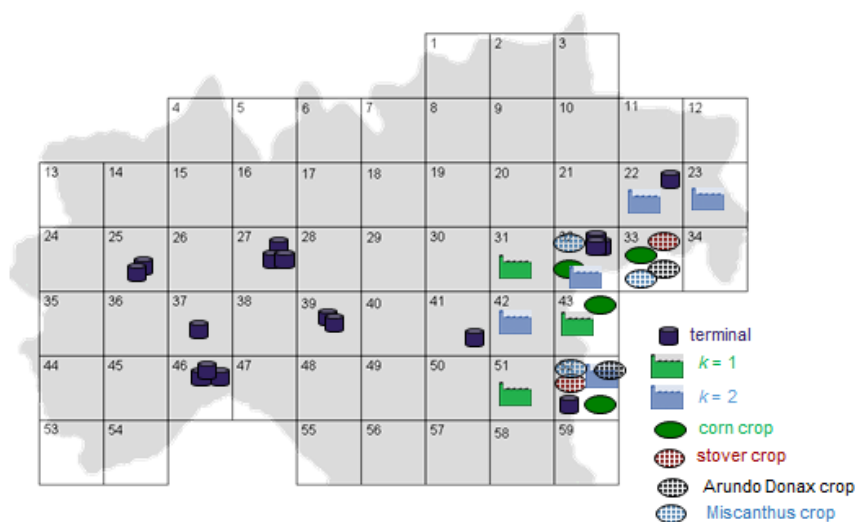 1 2 3
4 5 6 7 8 9 10 11 12
13 14 15 16 17 18 19 20 21 22 23
24 25 26 27 28 29 30 31 33 34
35 36 37 38 39 40 41 42 43
44 45 46 47 48 49 50 51
53 54 55 56 57 58 59
terminal
k = 1
k = 2
corn crop
stover crop
Arundo Donax crop
Miscanthus crop